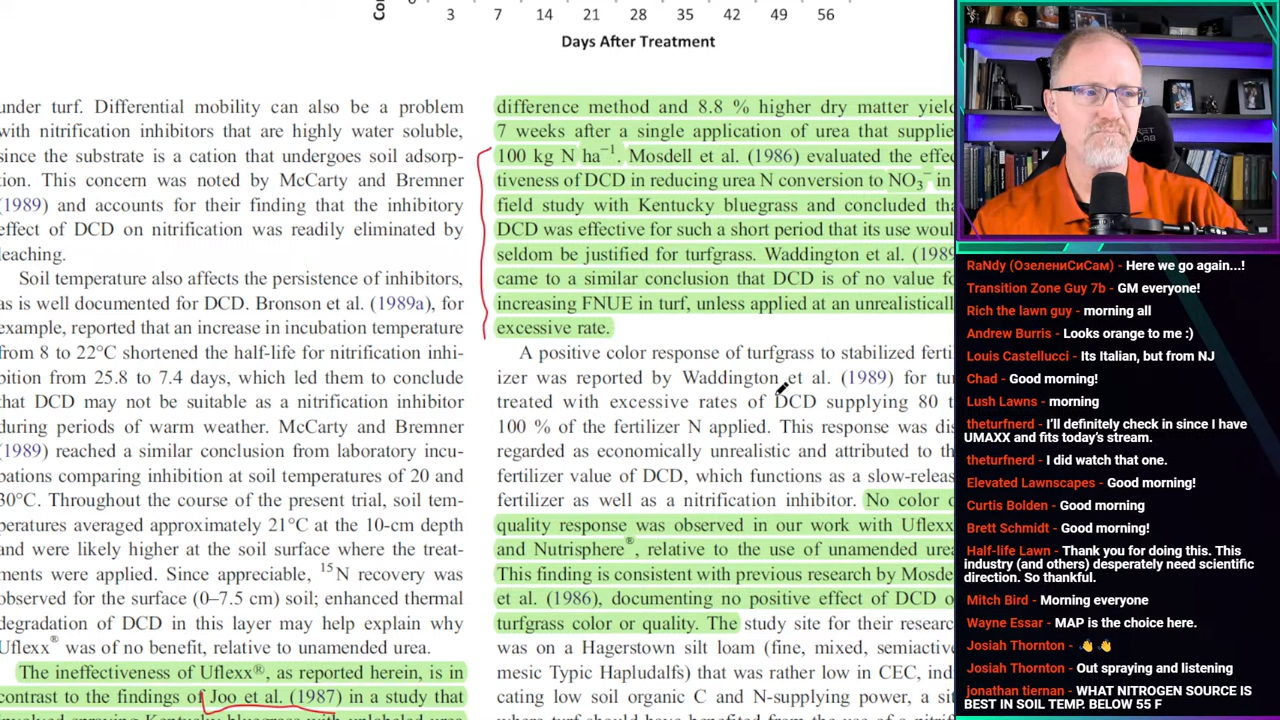 Co
0
3 7 14 21 28 35 42 49 56
Days After Treatment
under turf. Differential mobility can also be a problem
with nitrification inhibitors that are highly water soluble,
since the substrate is a cation that undergoes soil adsorp-
tion. This concern was noted by McCarty and Bremner
(1989) and accounts for their finding that the inhibitory
effect of DCD on nitrification was readily eliminated by
leaching.
Soil temperature also affects the persistence of inhibitors,
as is well documented for DCD. Bronson et al. (1989a), for
example, reported that an increase in incubation temperature
from 8 to 22°C shortened the half-life for nitrification inhi-
bition from 25.8 to 7.4 days, which led them to conclude
that DCD may not be suitable as a nitrification inhibitor
during periods of warm weather. McCarty and Bremner
(1989) reached a similar conclusion from laboratory incu-
bations comparing inhibition at soil temperatures of 20 and
30°C. Throughout the course of the present trial, soil tem-
peratures averaged approximately 21°C at the 10-cm depth
and were likely higher at the soil surface where the treat-
ments were applied. Since appreciable, ¹⁵N recovery was
observed for the surface (0–7.5 cm) soil; enhanced thermal
degradation of DCD in this layer may help explain why
Uflexx® was of no benefit, relative to unamended urea.
The ineffectiveness of Uflexx®, as reported herein, is in
contrast to the findings of Joo et al. (1987) in a study that
difference method and 8.8 % higher dry matter yiel
7 weeks after a single application of urea that supplie
100 kg N ha⁻¹. Mosdell et al. (1986) evaluated the effec
tiveness of DCD in reducing urea N conversion to NO₃⁻ in
field study with Kentucky bluegrass and concluded tha
DCD was effective for such a short period that its use woul
seldom be justified for turfgrass. Waddington et al. (1989
came to a similar conclusion that DCD is of no value fo
increasing FNUE in turf, unless applied at an unrealisticall
excessive rate.
A positive color response of turfgrass to stabilized ferti
izer was reported by Waddington et al. (1989) for tur
treated with excessive rates of DCD supplying 80 t
100 % of the fertilizer N applied. This response was dis
regarded as economically unrealistic and attributed to th
fertilizer value of DCD, which functions as a slow-releas
fertilizer as well as a nitrification inhibitor. No color o
quality response was observed in our work with Uflexx
and Nutrisphere®, relative to the use of unamended urea
This finding is consistent with previous research by Mosde
et al. (1986), documenting no positive effect of DCD o
turfgrass color or quality. The study site for their researc
was on a Hagerstown silt loam (fine, mixed, semiactiv
mesic Typic Hapludalfs) that was rather low in CEC, indi
cating low soil organic C and N-supplying power, a sit
RaNdy (ОзелениСиСам) - Here we go again...!
Transition Zone Guy 7b - GM everyone!
Rich the lawn guy - morning all
Andrew Burris - Looks orange to me :)
Louis Castellucci - Its Italian, but from NJ
Chad - Good morning!
Lush Lawns - morning
theturfnerd - I’ll definitely check in since I have
UMAXX and fits today’s stream.
theturfnerd - I did watch that one.
Elevated Lawnscapes - Good morning!
Curtis Bolden - Good morning
Brett Schmidt - Good morning!
Half-life Lawn - Thank you for doing this. This
industry (and others) desperately need scientific
direction. So thankful.
Mitch Bird - Morning everyone
Wayne Essar - MAP is the choice here.
Josiah Thornton - 👋 👋
Josiah Thornton - Out spraying and listening
jonathan tiernan - WHAT NITROGEN SOURCE IS
BEST IN SOIL TEMP. BELOW 55 F